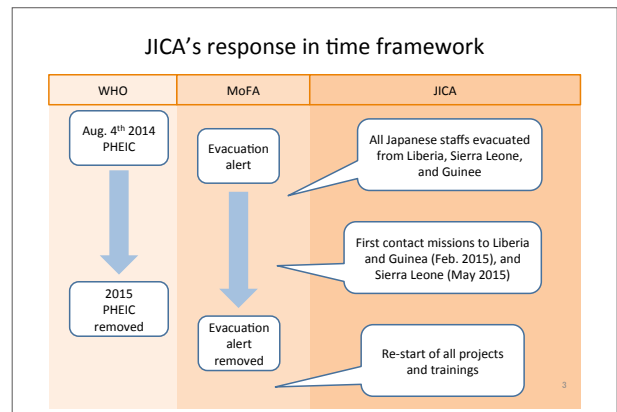 JICA's response in time framework
WHO
MoFA
JICA
Aug. 4th 2014
PHEIC
Evacuation
alert
All Japanese staffs evacuated
from Liberia, Sierra Leone,
and Guinee
First contact missions to Liberia
and Guinea (Feb. 2015), and
Sierra Leone (May 2015)
2015
PHEIC
removed
Evacuation
alert
removed
Re-start of all projects
and trainings
3